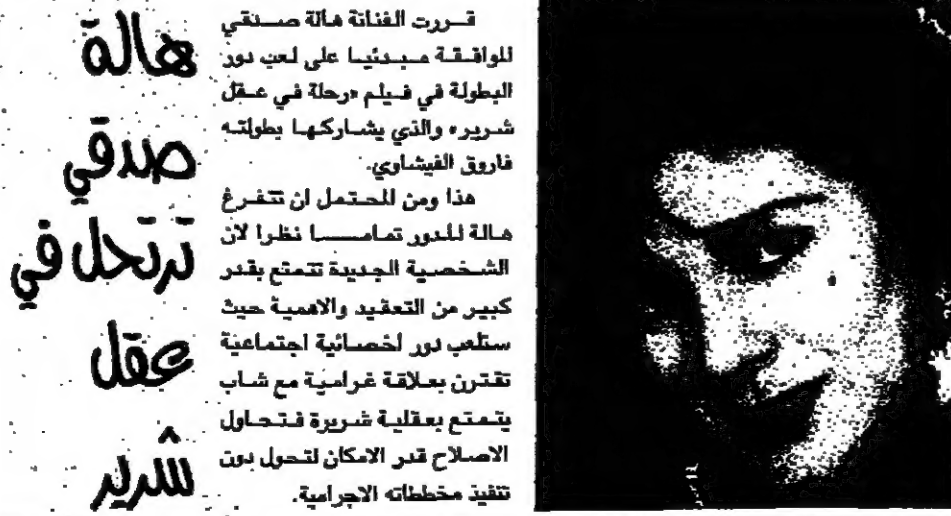 هالة
صدقي
ترتحل في
عقل
شرير
قررت الفنانة هالة صدقي
الموافقة مبدئيا على لعب دور
البطولة في فيلم «رحلة في عقل
شرير» والذي يشاركها بطولته
فاروق الفيشاوي.
هذا ومن المحتمل ان تتفرغ
هالة للدور تماما نظرا لان
الشخصية الجديدة تتمتع بقدر
كبير من التعقيد والاهمية حيث
ستلعب دور اخصائية اجتماعية
تقترن بعلاقة غرامية مع شاب
يتمتع بعقلية شريرة فتحاول
الاصلاح قدر الامكان لتحول دون
تنفيذ مخططاته الاجرامية.